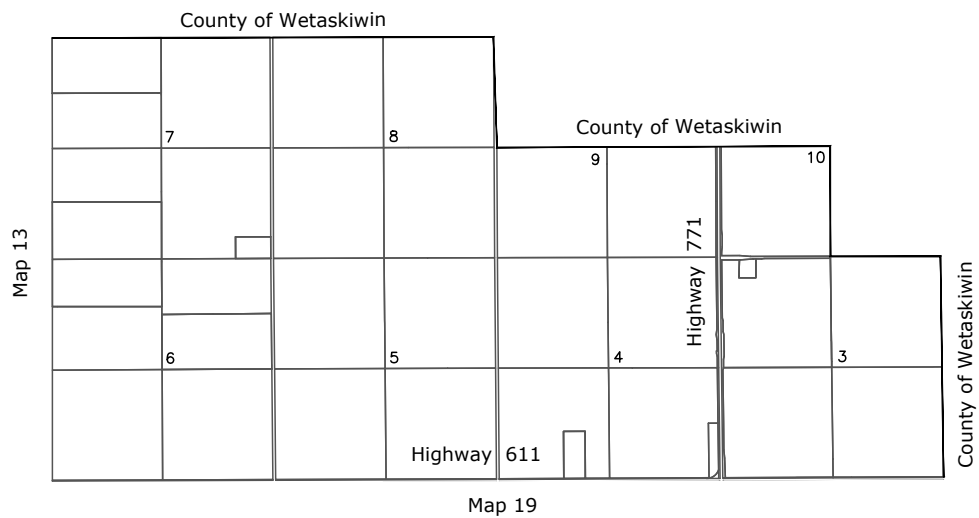 County of Wetaskiwin
County of Wetaskiwin
7
8
9
10
Map 13
Highway 771
County of Wetaskiwin
6
5
4
3
Highway 611
Map 19